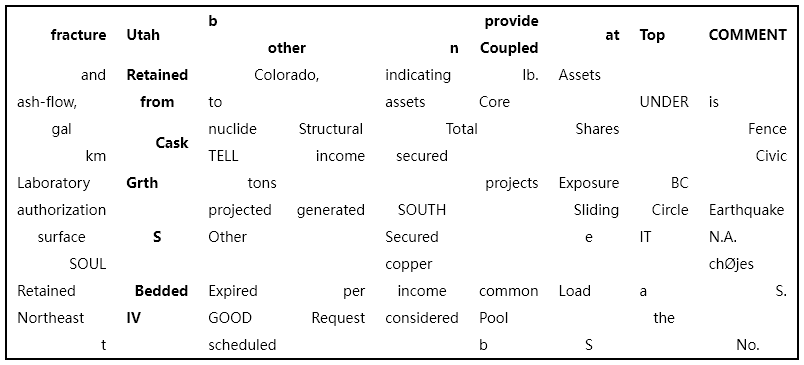 b provide
fracture Utah at Top COMMENT
other n Coupled
and Retained Colorado, indicating lb. Assets
ash-flow, from to assets Core UNDER is
gal nuclide Structural Total Shares Fence
Cask
km TELL income secured Civic
Laboratory Grth tons projects Exposure BC
authorization projected generated SOUTH Sliding Circle Earthquake
surface S Other Secured e IT N.A.
SOUL copper chØjes
Retained Bedded Expired per income common Load a S.
Northeast IV GOOD Request considered Pool the
t scheduled b S No.